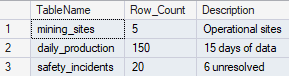 TableName Row_Count Description
1 mining_sites 5 Operational sites
2 daily_production 150 15 days of data
3 safety_incidents 20 6 unresolved